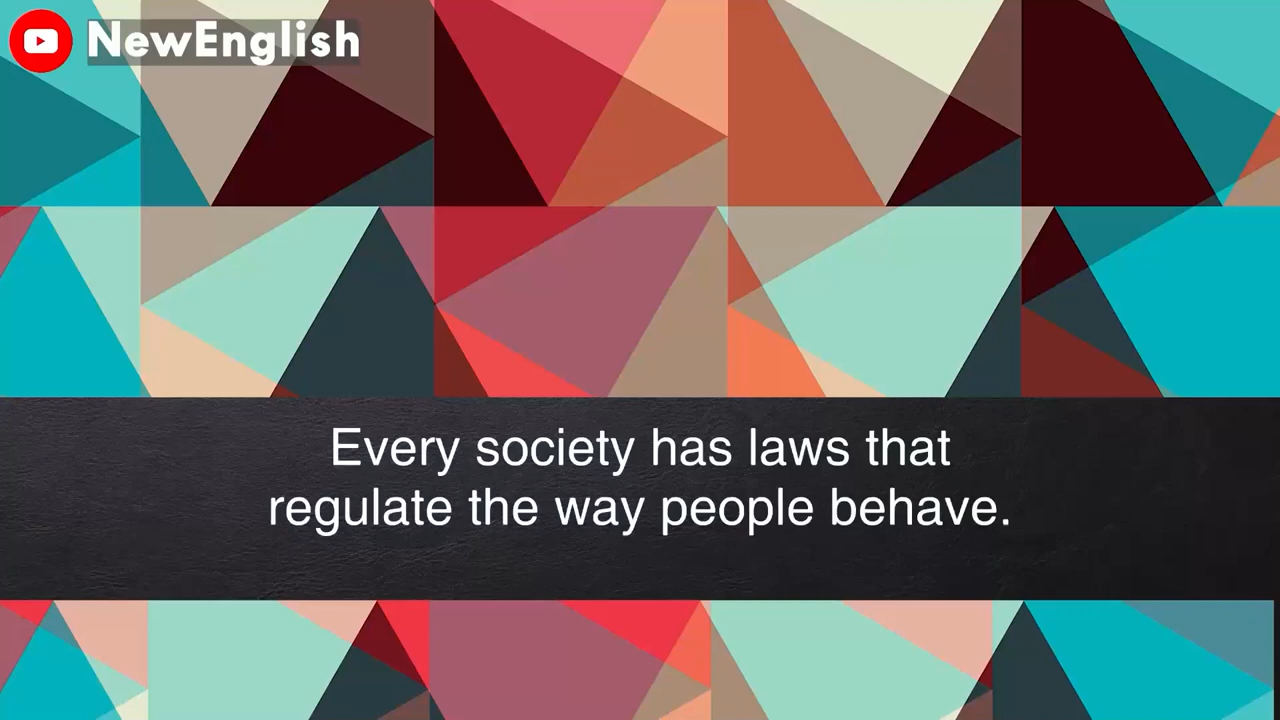 NewEnglish
Every society has laws that
regulate the way people behave.